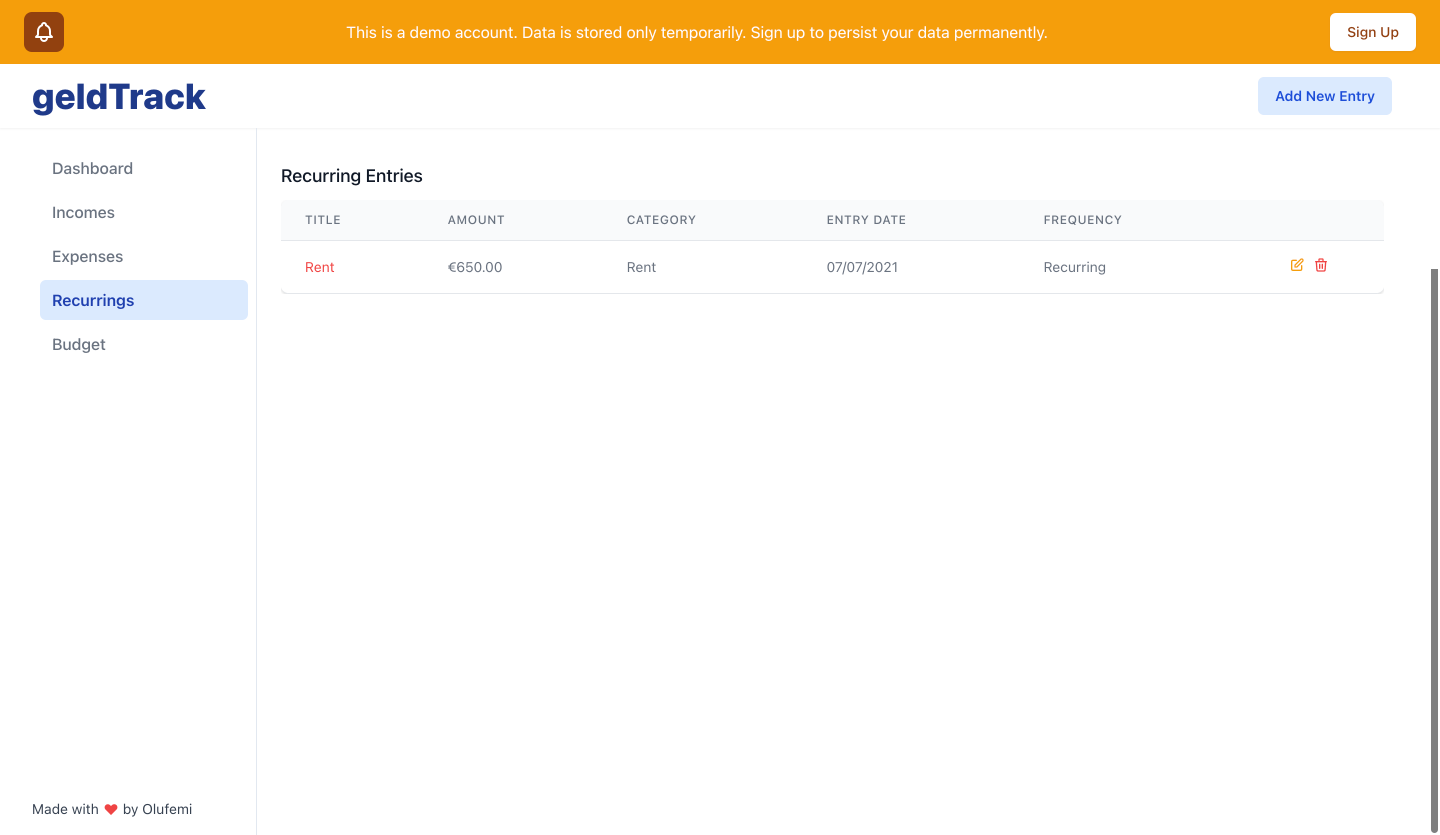 This is a demo account. Data is stored only temporarily. Sign up to persist your data permanently.
Sign Up
geldTrack
Add New Entry
Dashboard
Incomes
Expenses
Recurrings
Budget
Recurring Entries
TITLE AMOUNT CATEGORY ENTRY DATE FREQUENCY
Rent €650.00 Rent 07/07/2021 Recurring
Made with ❤ by Olufemi